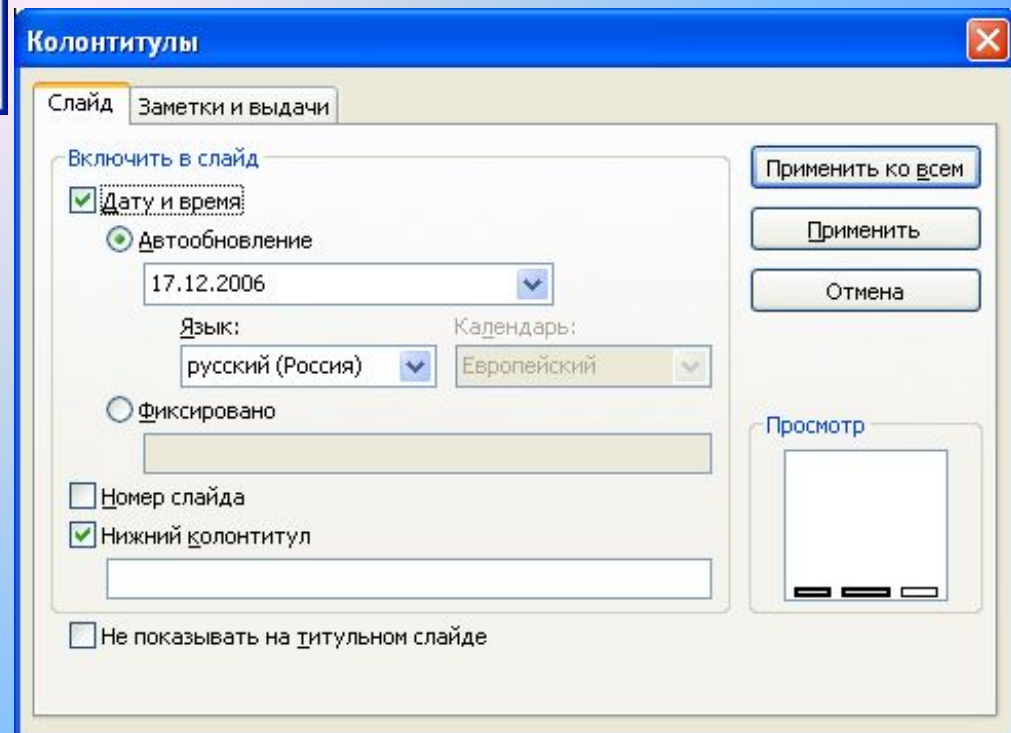 Колонтитулы
Слайд Заметки и выдачи
Включить в слайд
Дату и время
Автообновление
17.12.2006
Язык: Календарь:
русский (Россия) Европейский
Фиксировано
Номер слайда
Нижний колонтитул
Не показывать на титульном слайде
Применить ко всем
Применить
Отмена
Просмотр